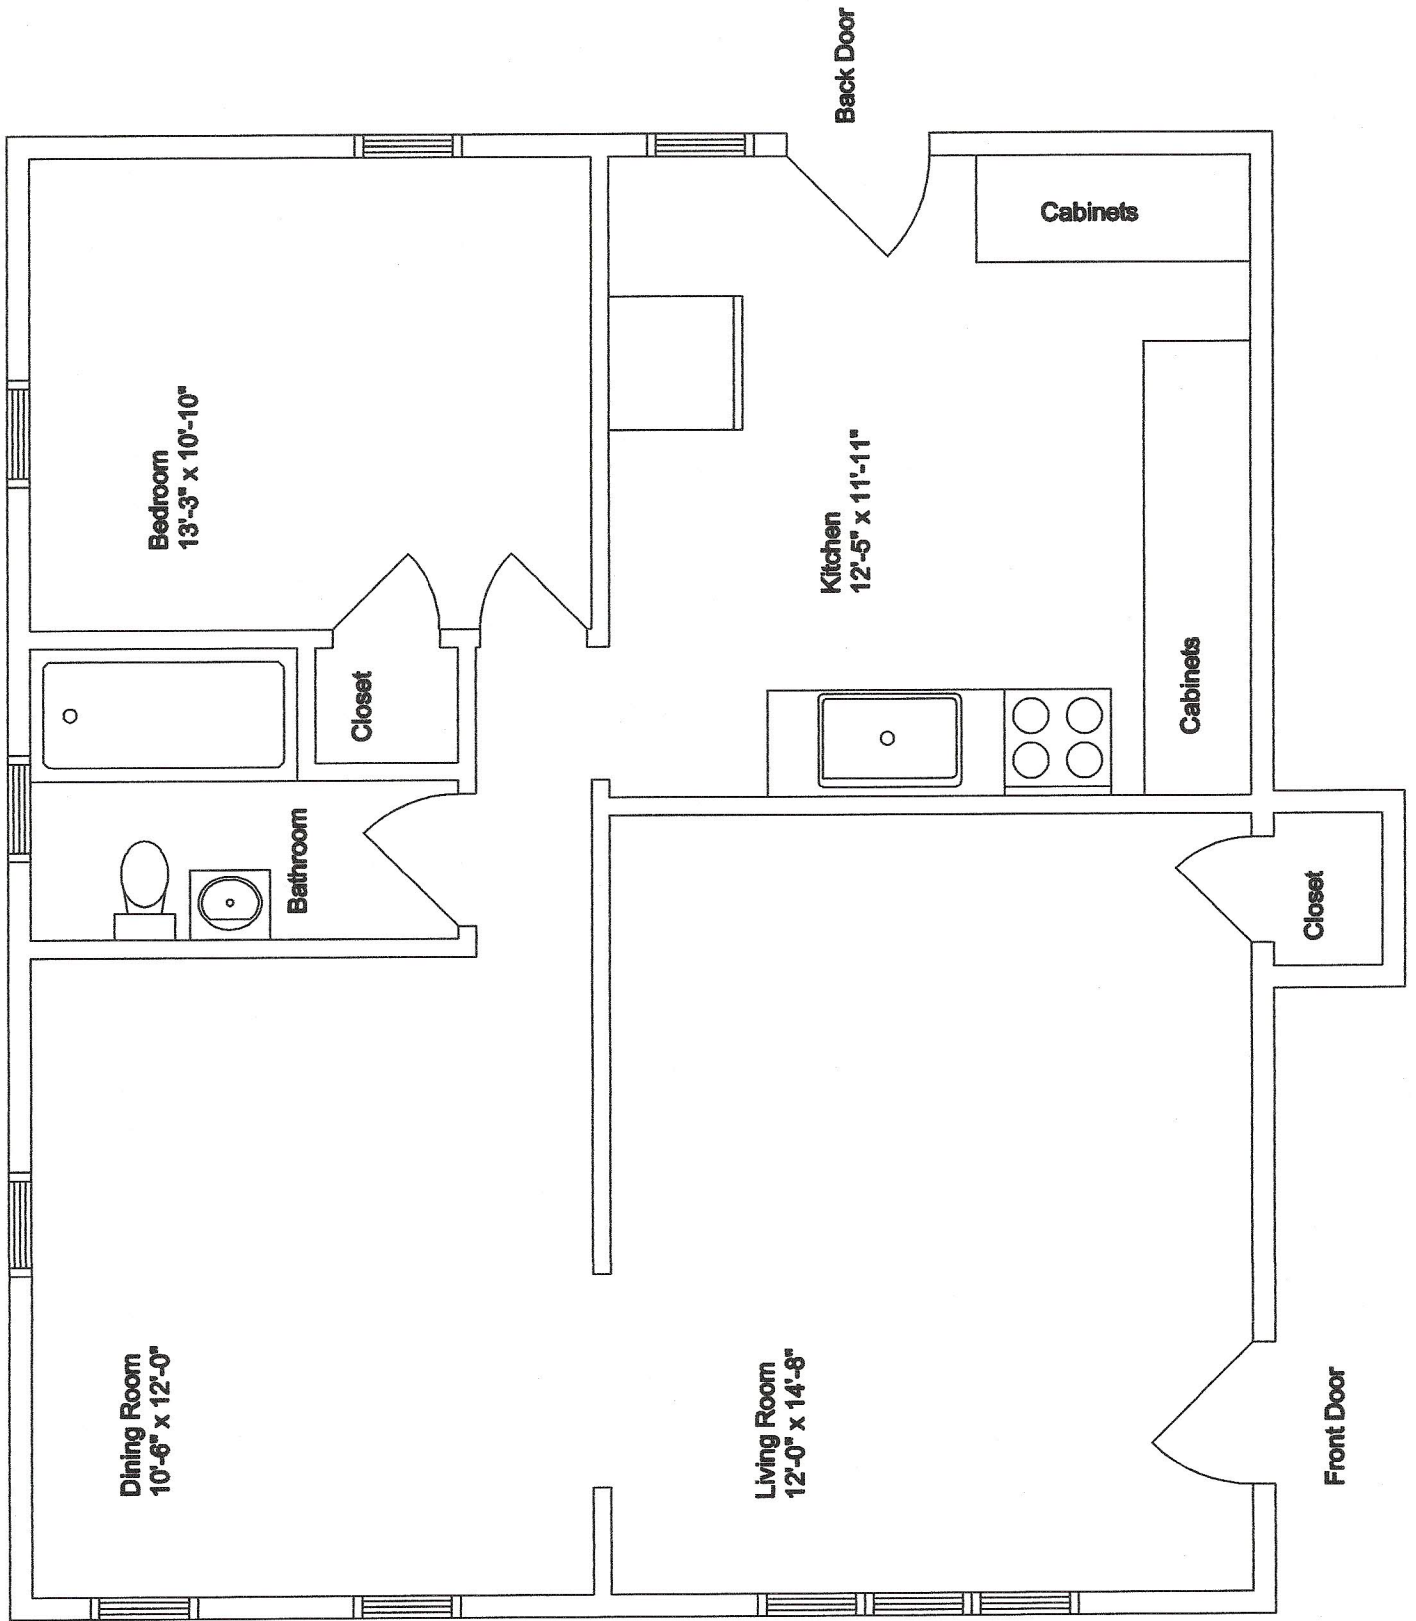 Back Door
Cabinets
Bedroom
13'-3" x 10'-10"
Kitchen
12'-5" x 11'-11"
Closet
Cabinets
Bathroom
Closet
Dining Room
10'-6" x 12'-0"
Living Room
12'-0" x 14'-8"
Front Door